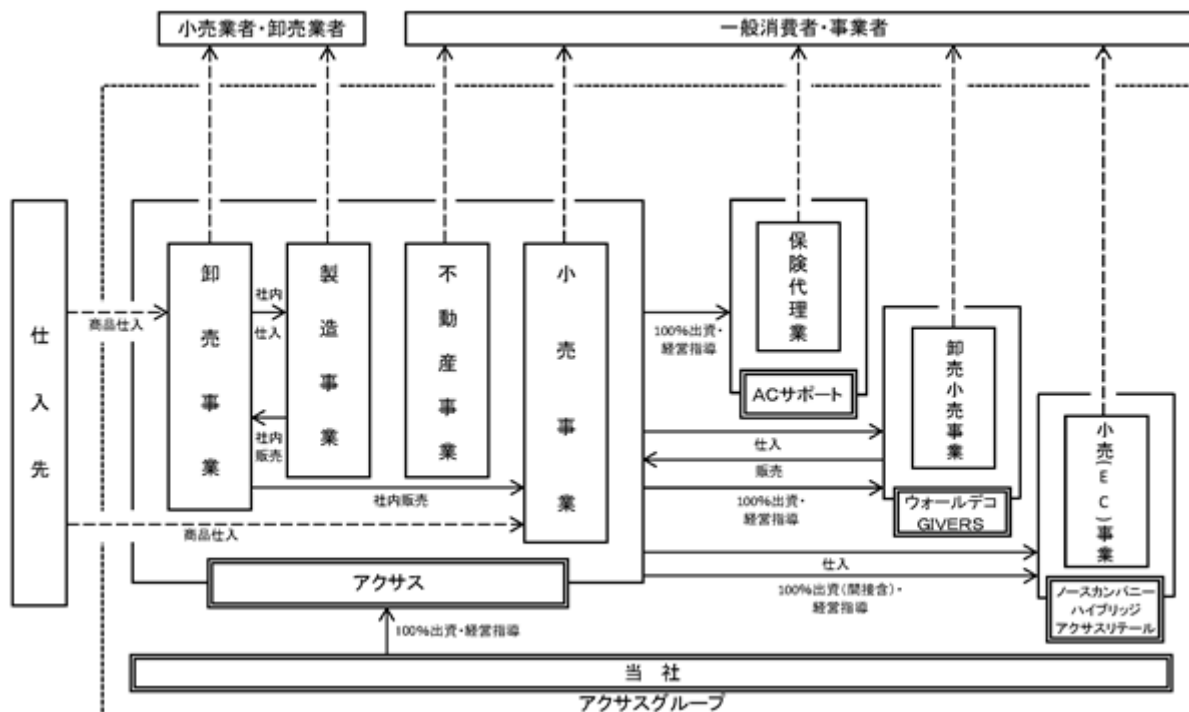 小売業者・卸売業者
一般消費者・事業者
仕入先
商品仕入
卸売事業
社内
仕入
製造事業
社内
販売
不動産事業
小売事業
社内販売
商品仕入
アクサス
100%出資・
経営指導
保険代理業
ACサポート
仕入
販売
100%出資・
経営指導
卸売小売事業
ウォールデコ
GIVERS
仕入
100%出資(間接含)・
経営指導
小売(EC)事業
ノースカンパニー
ハイブリッジ
アクサスリテール
100%出資・経営指導
当社
アクサスグループ